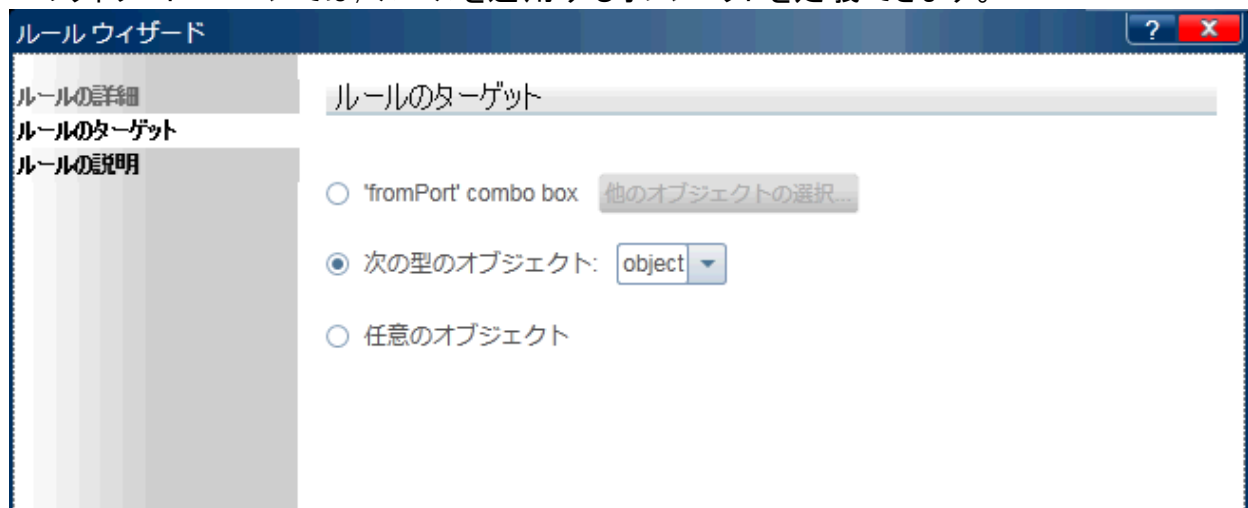 ルール ウィザード
? X
ルールの詳細
ルールのターゲット
ルールのターゲット
ルールの説明
'fromPort' combo box 他のオブジェクトの選択...
次の型のオブジェクト: object
任意のオブジェクト